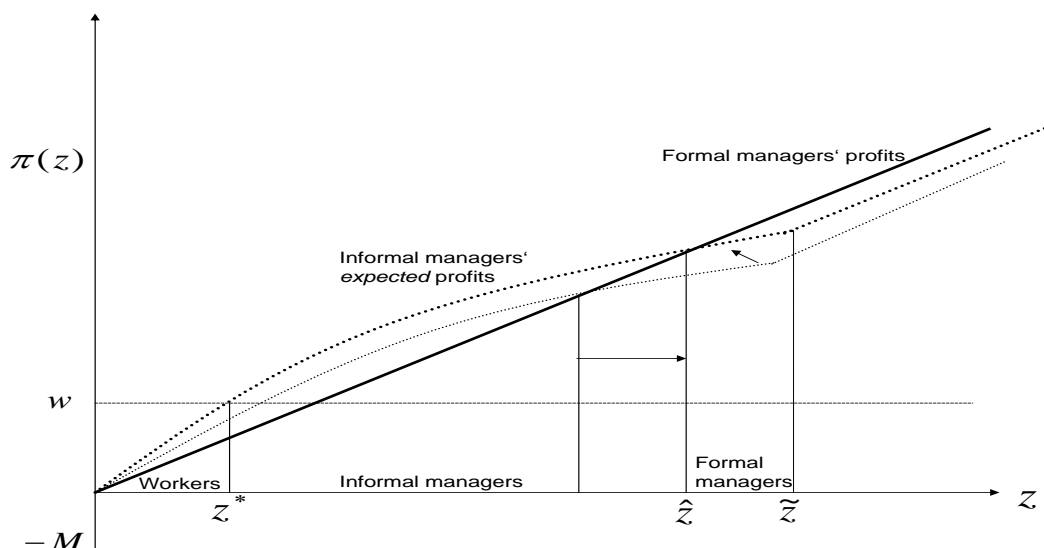 π(z)
Formal managers‘ profits
Informal managers‘
expected profits
w
Workers
Informal managers
Formal
managers
z*
ẑ
z̃
z
−M